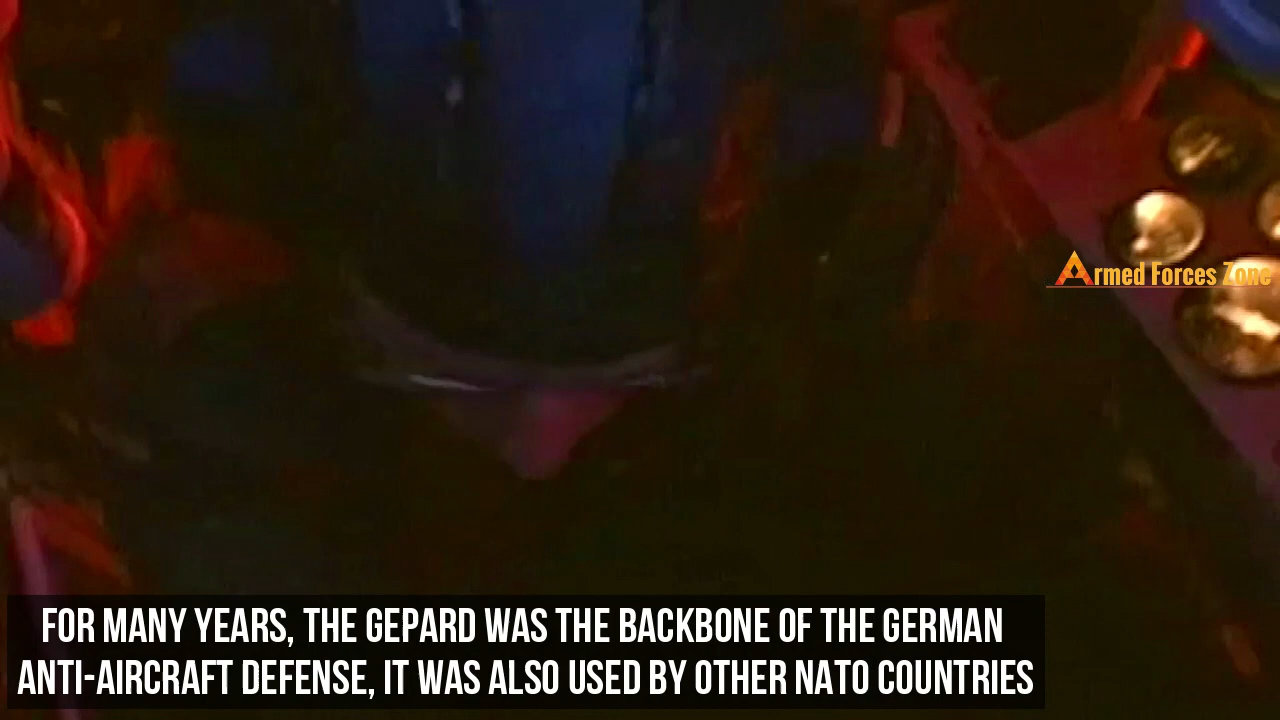 Armed Forces Zone
FOR MANY YEARS, THE GEPARD WAS THE BACKBONE OF THE GERMAN
ANTI-AIRCRAFT DEFENSE, IT WAS ALSO USED BY OTHER NATO COUNTRIES